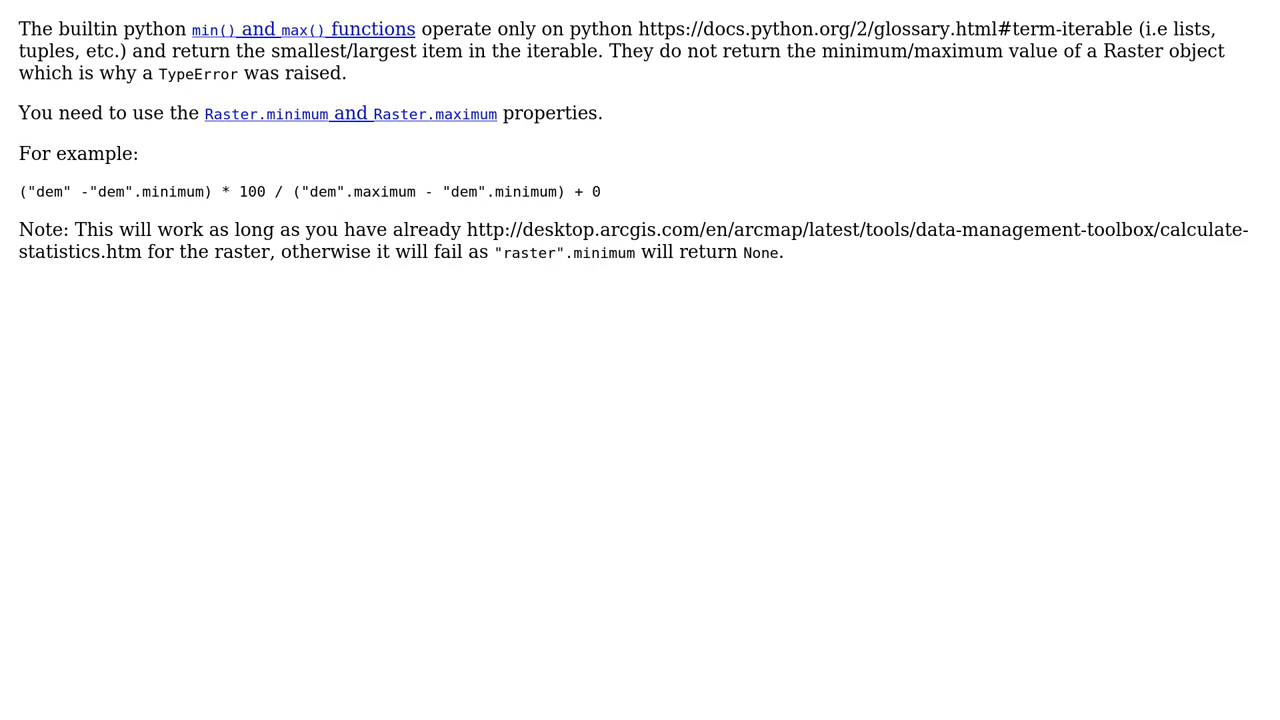 The builtin python min() and max() functions operate only on python https://docs.python.org/2/glossary.html#term-iterable (i.e lists,
tuples, etc.) and return the smallest/largest item in the iterable. They do not return the minimum/maximum value of a Raster object
which is why a TypeError was raised.
You need to use the Raster.minimum and Raster.maximum properties.
For example:
("dem" -"dem".minimum) * 100 / ("dem".maximum - "dem".minimum) + 0
Note: This will work as long as you have already http://desktop.arcgis.com/en/arcmap/latest/tools/data-management-toolbox/calculate-
statistics.htm for the raster, otherwise it will fail as "raster".minimum will return None.